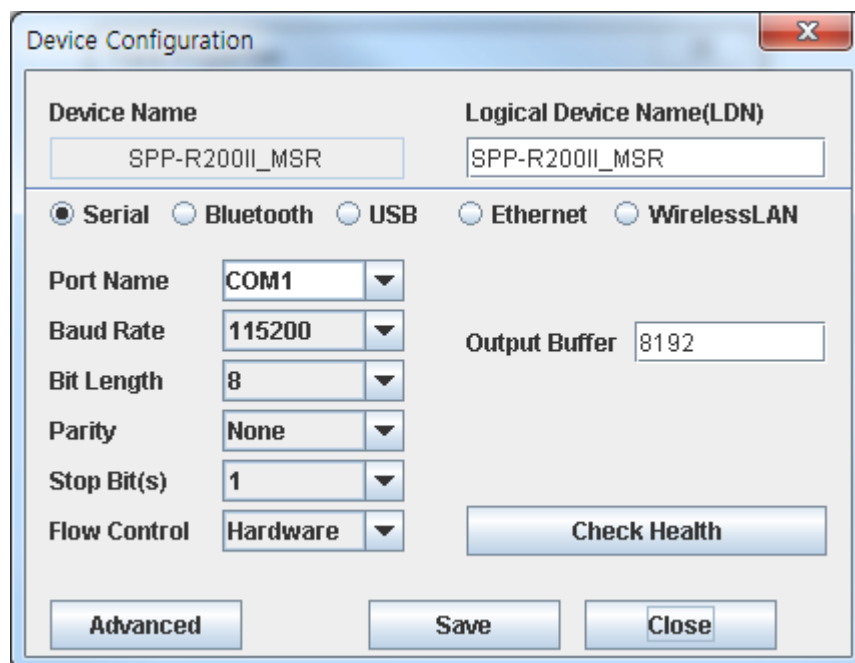 Device Configuration
Device Name Logical Device Name(LDN)
SPP-R200II_MSR SPP-R200II_MSR
Serial Bluetooth USB Ethernet WirelessLAN
Port Name COM1
Baud Rate 115200
Output Buffer 8192
Bit Length 8
Parity None
Stop Bit(s) 1
Flow Control Hardware Check Health
Advanced Save Close